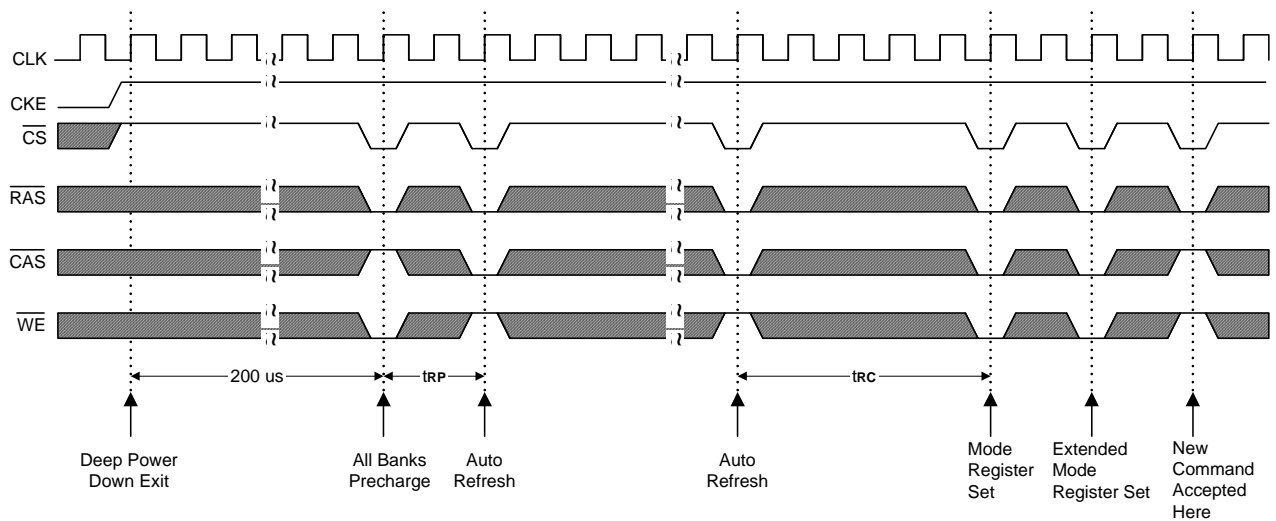 CLK
CKE
CS
RAS
CAS
WE
200 us
tRP
tRC
Deep Power
Down Exit
All Banks
Precharge
Auto
Refresh
Auto
Refresh
Mode
Register
Set
Extended
Mode
Register Set
New
Command
Accepted
Here